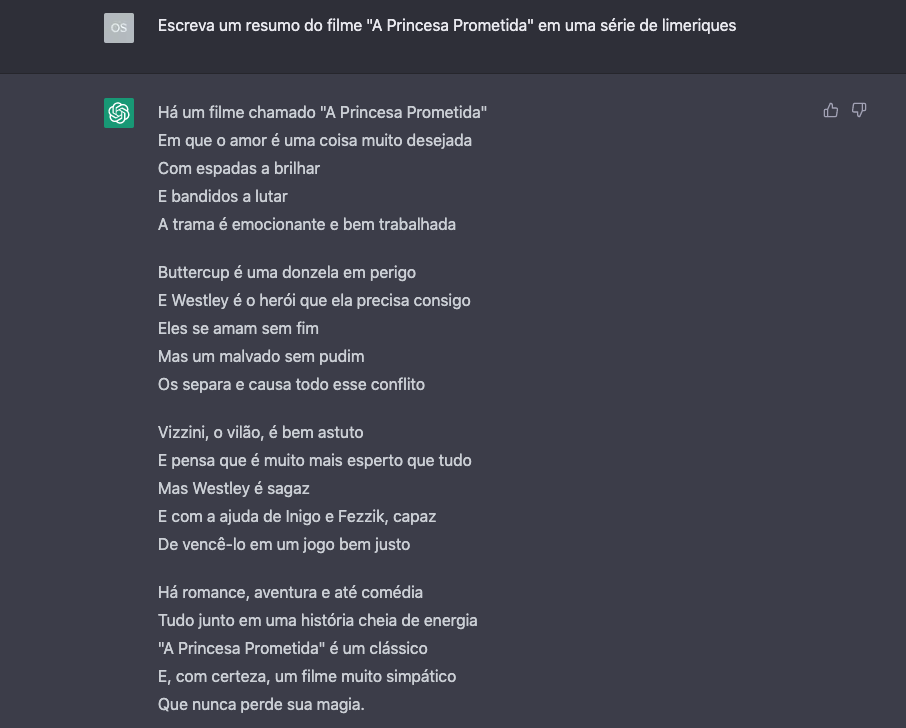 OS
Escreva um resumo do filme "A Princesa Prometida" em uma série de limeriques
Há um filme chamado "A Princesa Prometida"
Em que o amor é uma coisa muito desejada
Com espadas a brilhar
E bandidos a lutar
A trama é emocionante e bem trabalhada
Buttercup é uma donzela em perigo
E Westley é o herói que ela precisa consigo
Eles se amam sem fim
Mas um malvado sem pudim
Os separa e causa todo esse conflito
Vizzini, o vilão, é bem astuto
E pensa que é muito mais esperto que tudo
Mas Westley é sagaz
E com a ajuda de Inigo e Fezzik, capaz
De vencê-lo em um jogo bem justo
Há romance, aventura e até comédia
Tudo junto em uma história cheia de energia
"A Princesa Prometida" é um clássico
E, com certeza, um filme muito simpático
Que nunca perde sua magia.